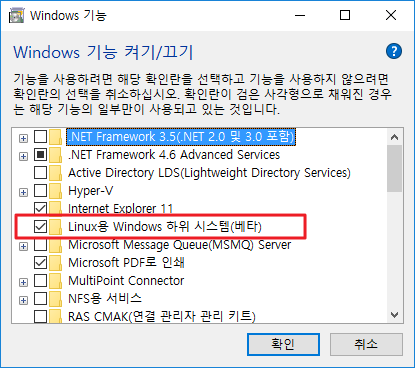 Windows 기능
Windows 기능 켜기/끄기
기능을 사용하려면 해당 확인란을 선택하고 기능을 사용하지 않으려면
확인란의 선택을 취소하십시오. 확인란이 검은 사각형으로 채워진 경우
는 해당 기능의 일부만이 사용되고 있는 것입니다.
.NET Framework 3.5(.NET 2.0 및 3.0 포함)
.NET Framework 4.6 Advanced Services
Active Directory LDS(Lightweight Directory Services)
Hyper-V
Internet Explorer 11
Linux용 Windows 하위 시스템(베타)
Microsoft Message Queue(MSMQ) Server
Microsoft PDF로 인쇄
MultiPoint Connector
NFS용 서비스
RAS CMAK(연결 관리자 관리 키트)
확인
취소